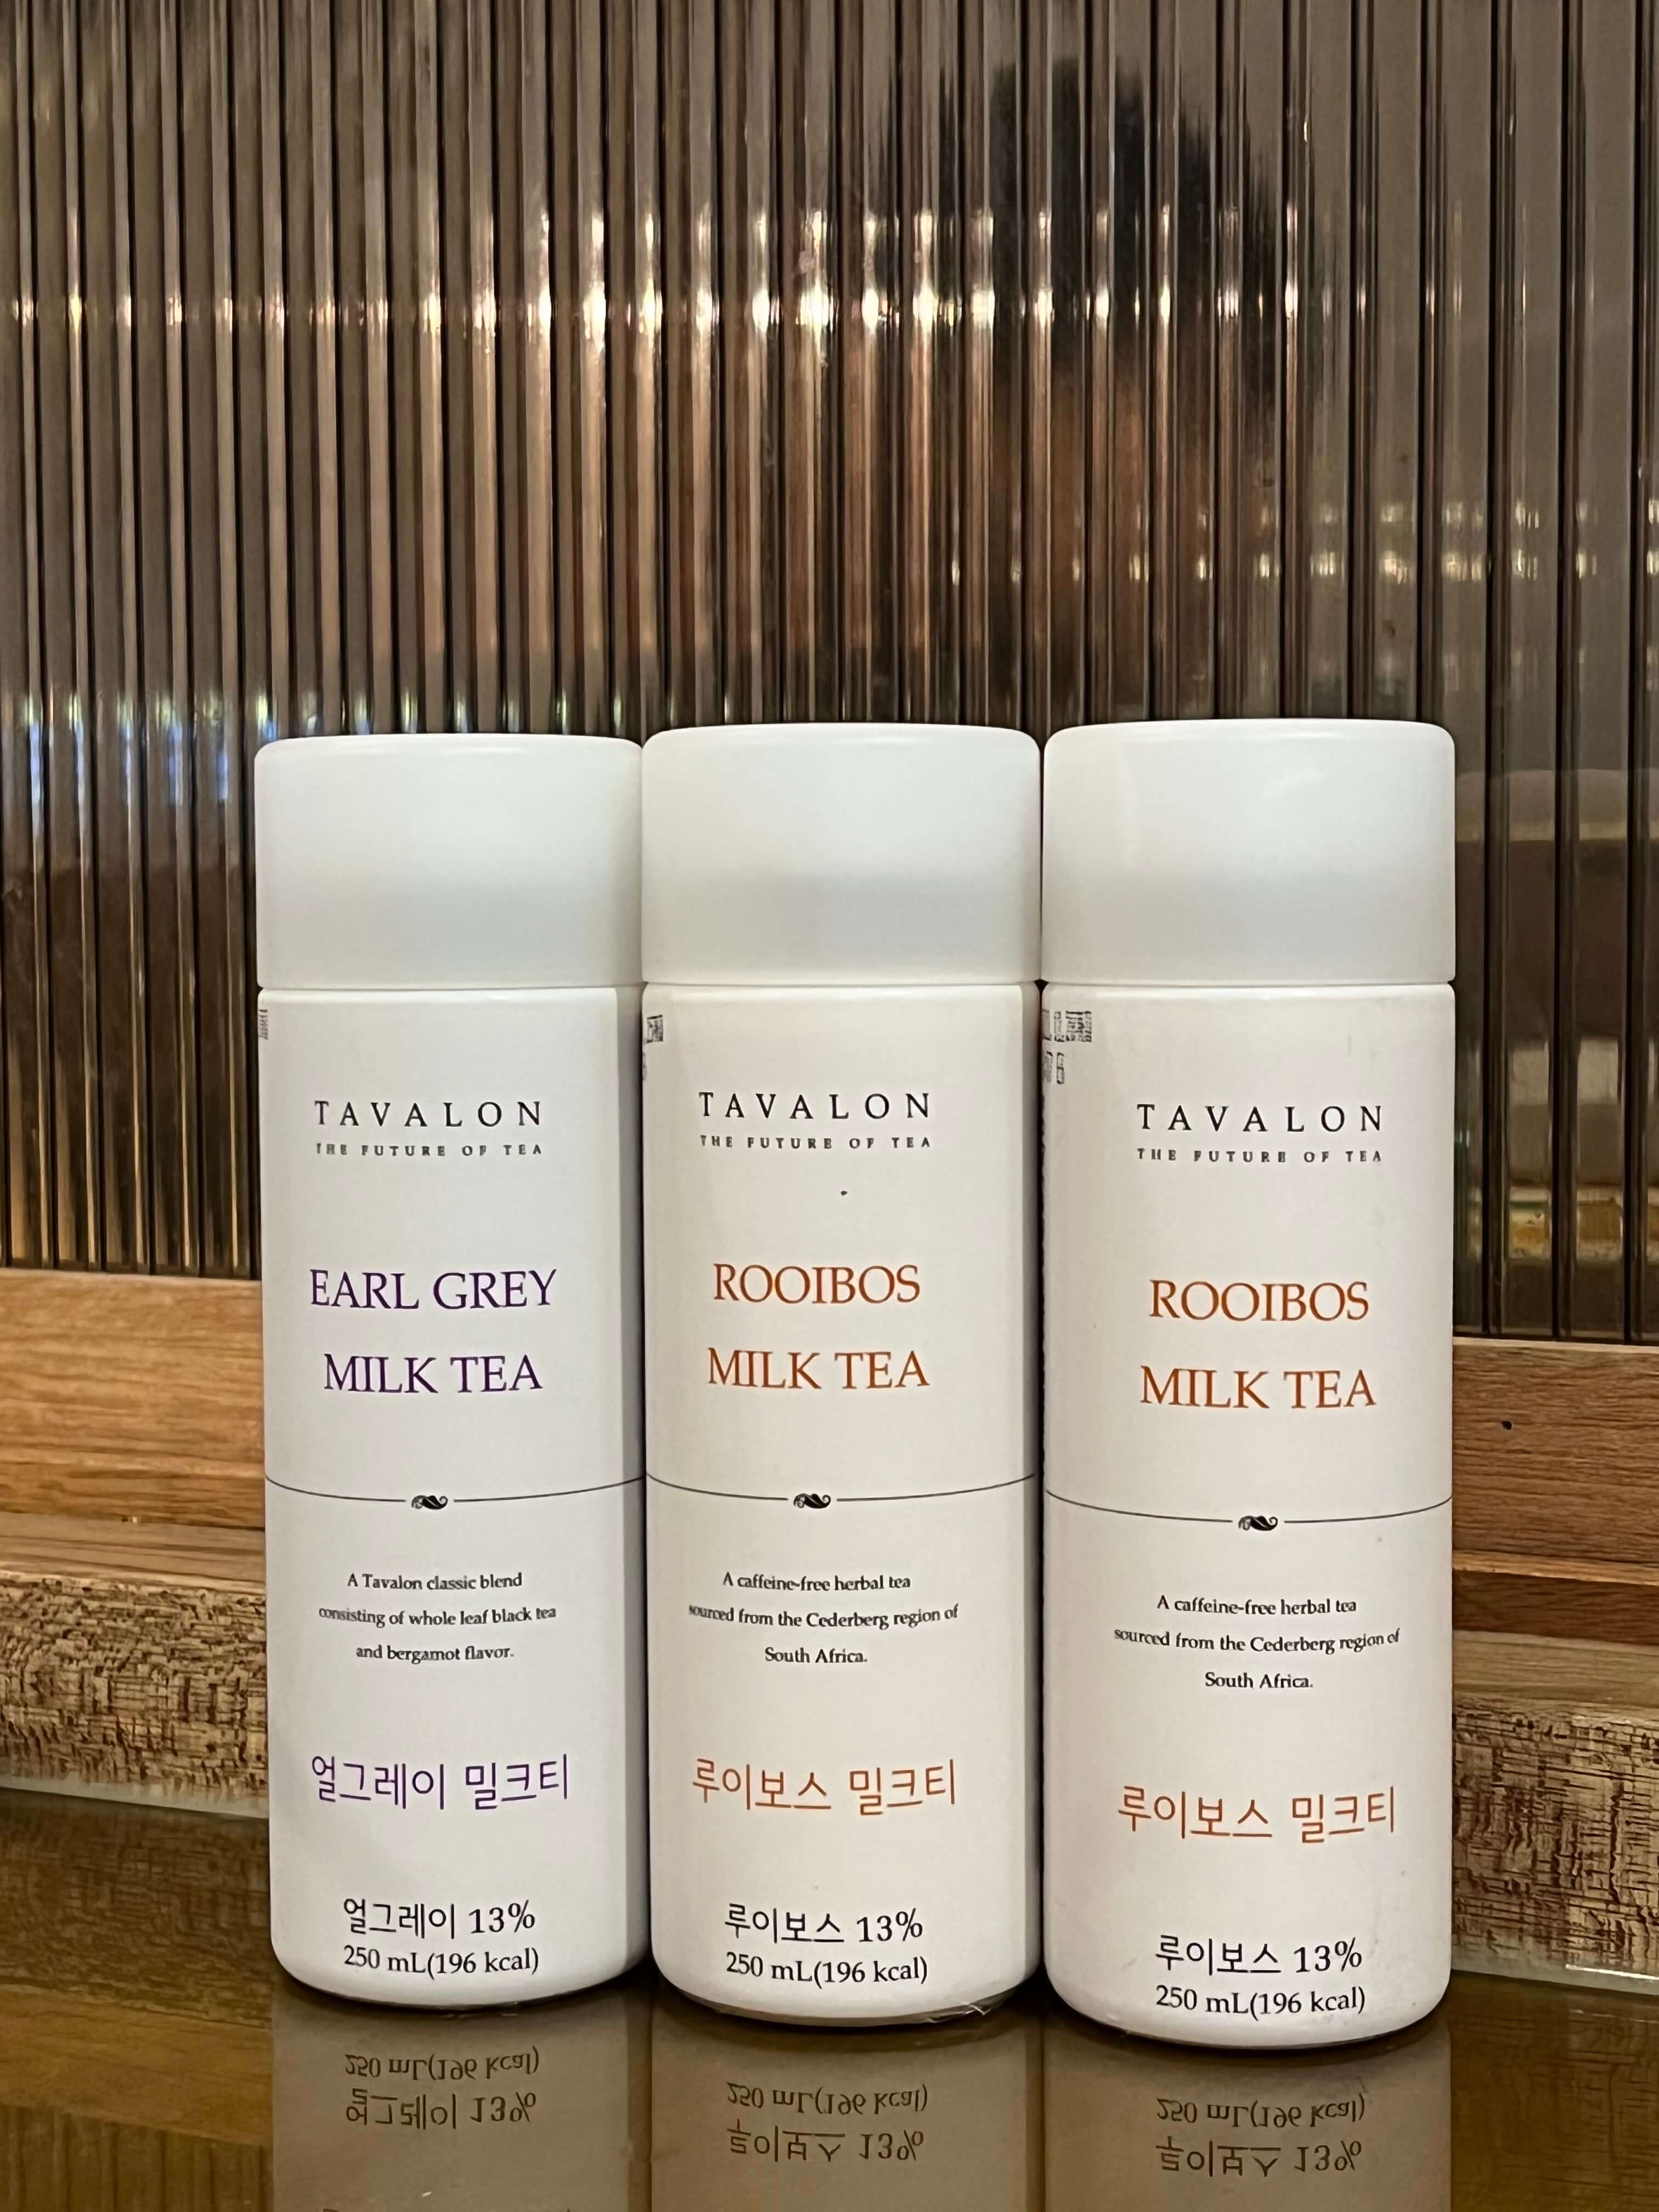 TAVALON
THE FUTURE OF TEA
EARL GREY
MILK TEA
A Tavalon classic blend
consisting of whole leaf black tea
and bergamot flavor.
얼그레이 밀크티
얼그레이 13%
250 mL(196 kcal)
TAVALON
THE FUTURE OF TEA
ROOIBOS
MILK TEA
A caffeine-free herbal tea
sourced from the Cederberg region of
South Africa.
루이보스 밀크티
루이보스 13%
250 mL(196 kcal)
TAVALON
THE FUTURE OF TEA
ROOIBOS
MILK TEA
A caffeine-free herbal tea
sourced from the Cederberg region of
South Africa.
루이보스 밀크티
루이보스 13%
250 mL(196 kcal)